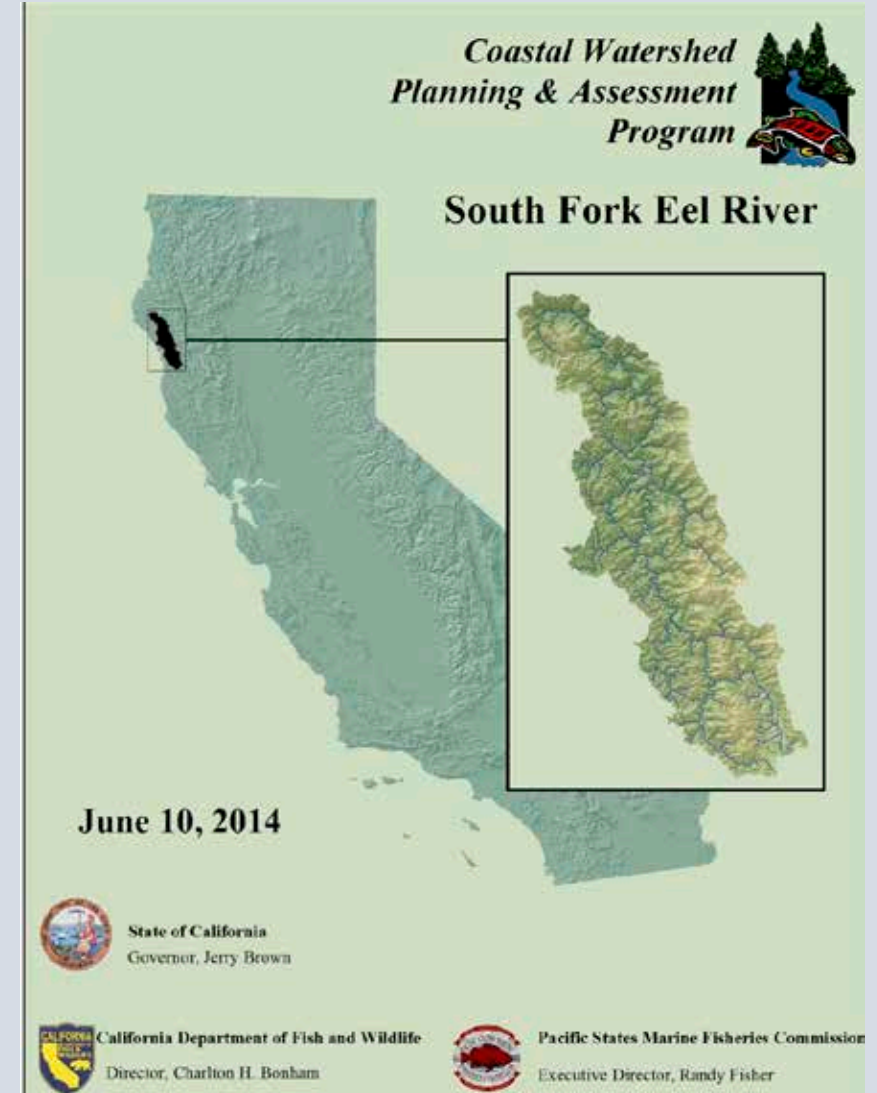 Coastal Watershed
Planning & Assessment
Program
South Fork Eel River
June 10, 2014
State of California
Governor, Jerry Brown
California Department of Fish and Wildlife
Director, Charlton H. Bonham
Pacific States Marine Fisheries Commission
Executive Director, Randy Fisher
CALIFORNIA